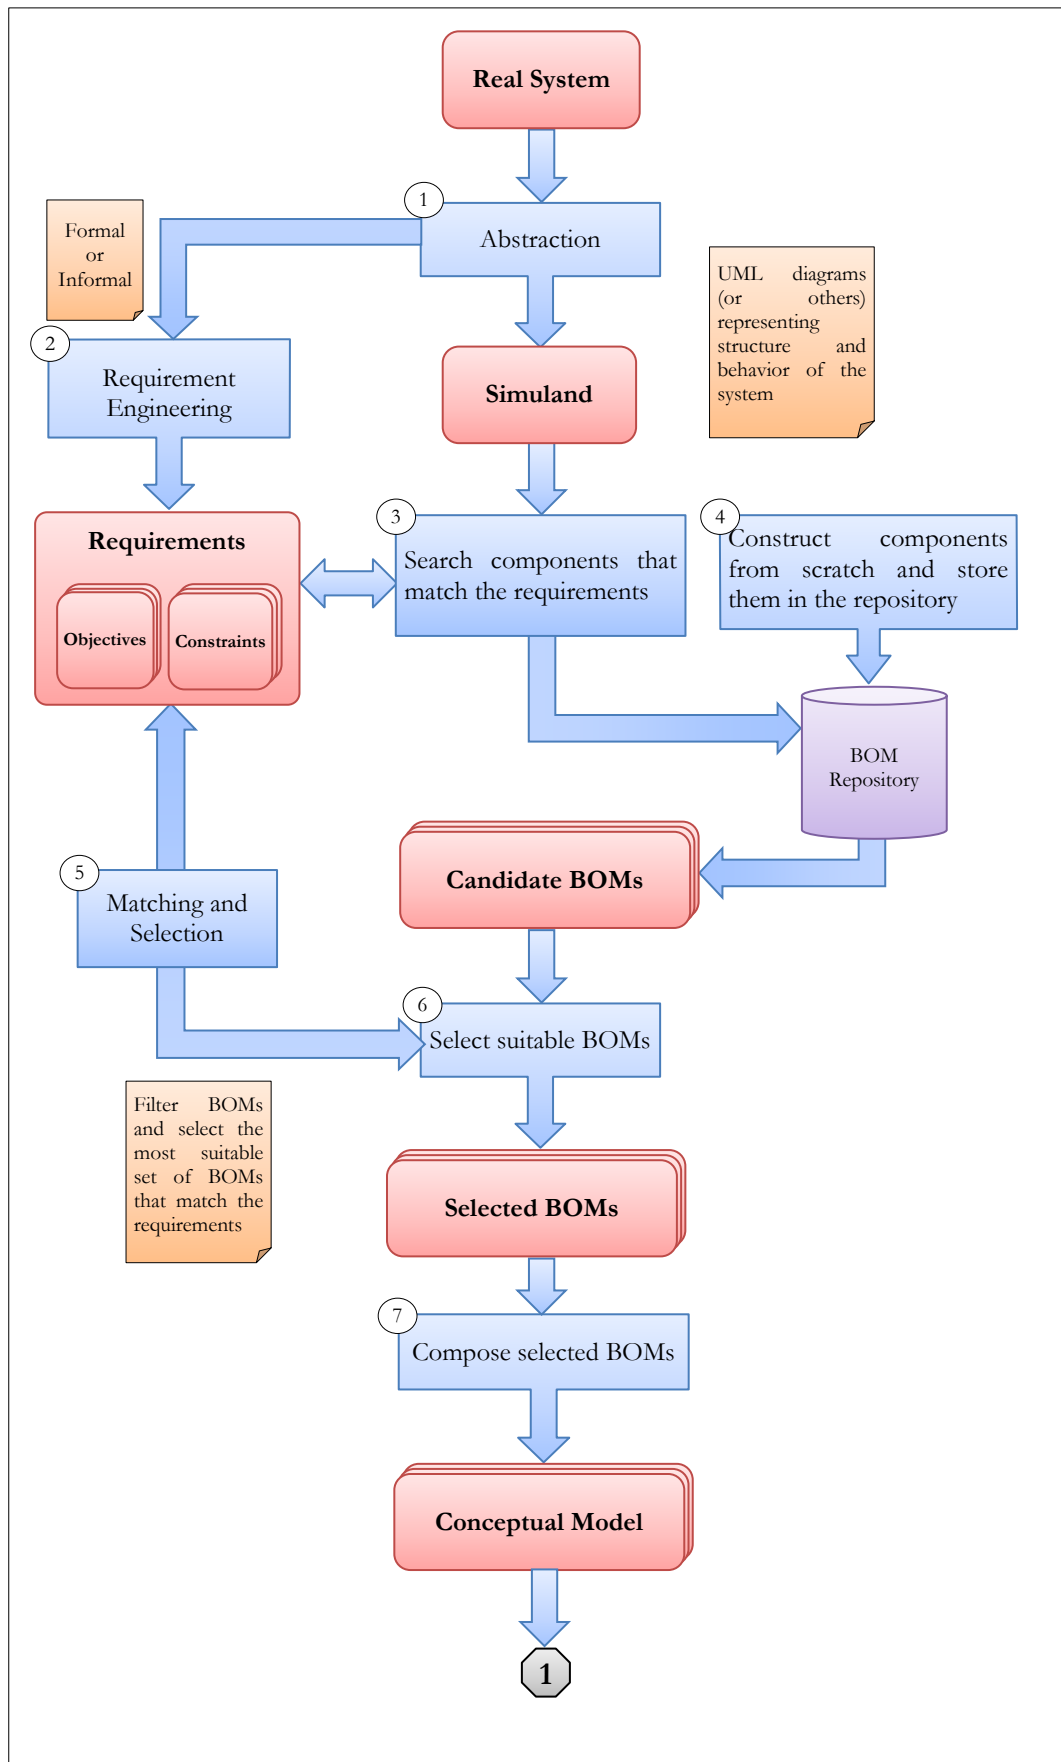 Real System
1
Abstraction
Formal
or
Informal
UML diagrams
(or others)
representing
structure and
behavior of the
system
2
Requirement
Engineering
Simuland
3
Search components that
match the requirements
4
Construct components
from scratch and store
them in the repository
Requirements
Objectives
Constraints
BOM
Repository
Candidate BOMs
5
Matching and
Selection
6
Select suitable BOMs
Filter BOMs
and select the
most suitable
set of BOMs
that match the
requirements
Selected BOMs
7
Compose selected BOMs
Conceptual Model
1